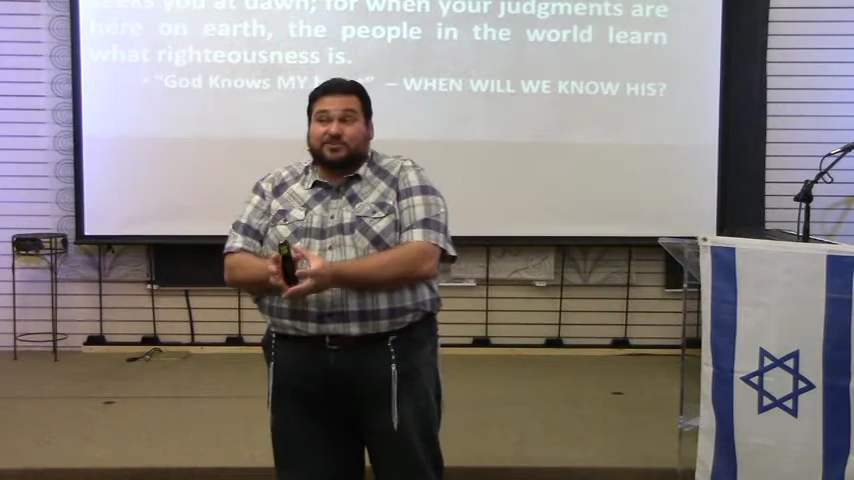 seeks you at dawn; for when your judgments are
here on earth, the people in the world learn
what righteousness is.
"God Knows MY Heart" – WHEN WILL WE KNOW HIS?